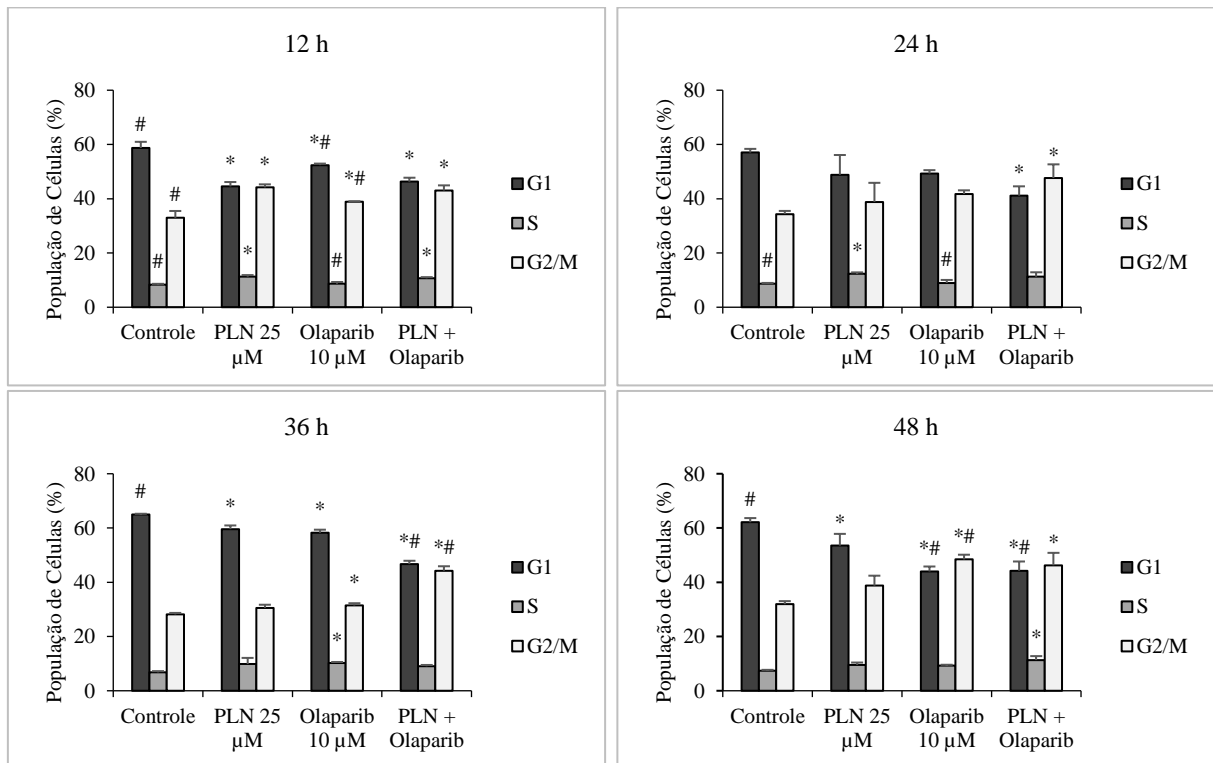 12 h
População de Células (%)
80
60
40
20
0
#
#
#
*
*
*
*#
#
*#
*
*
*
Controle
PLN 25
µM
Olaparib
10 µM
PLN +
Olaparib
G1
S
G2/M
24 h
População de Células (%)
80
60
40
20
0
#
*
#
*
*
Controle
PLN 25
µM
Olaparib
10 µM
PLN +
Olaparib
G1
S
G2/M
36 h
População de Células (%)
80
60
40
20
0
#
*
*
*
*
*#
*#
Controle
PLN 25
µM
Olaparib
10 µM
PLN +
Olaparib
G1
S
G2/M
48 h
População de Células (%)
80
60
40
20
0
#
*
*#
*#
*#
*
*
Controle
PLN 25
µM
Olaparib
10 µM
PLN +
Olaparib
G1
S
G2/M